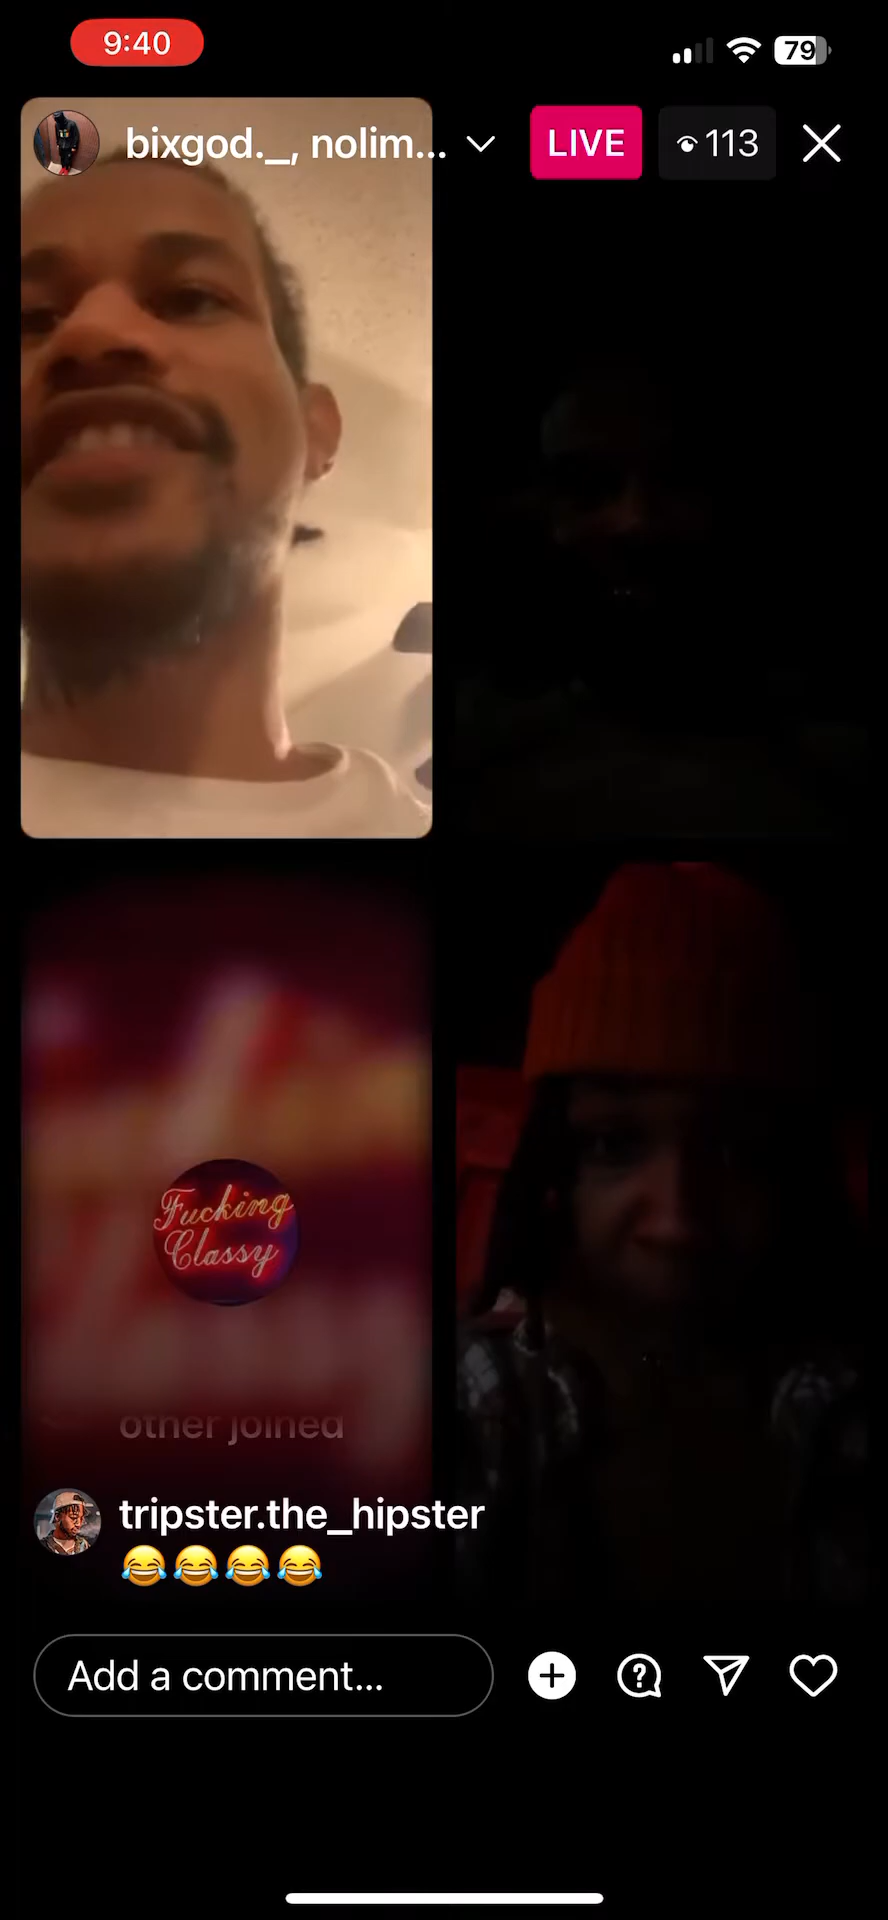 9:40
79
bixgod._, nolim...
LIVE
113
Fucking
Classy
other joined
tripster.the_hipster
😂😂😂😂
Add a comment...